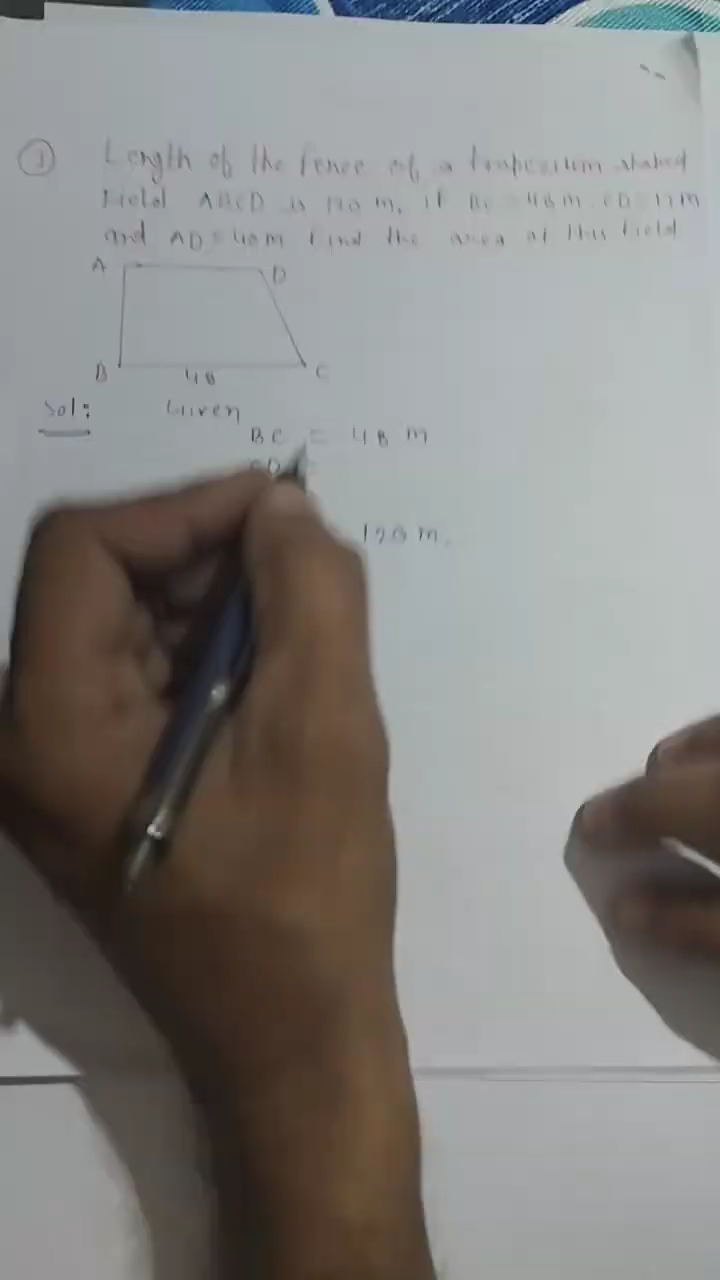 1 Length of the Fence of a trapezium shaped
Field ABCD is 120 m. if BC = 48 m CD = 17 m
and AD = 40 m Find the area of this Field
A
D
B
48
C
Sol: Given
BC = 48 m
CD =
120 m.